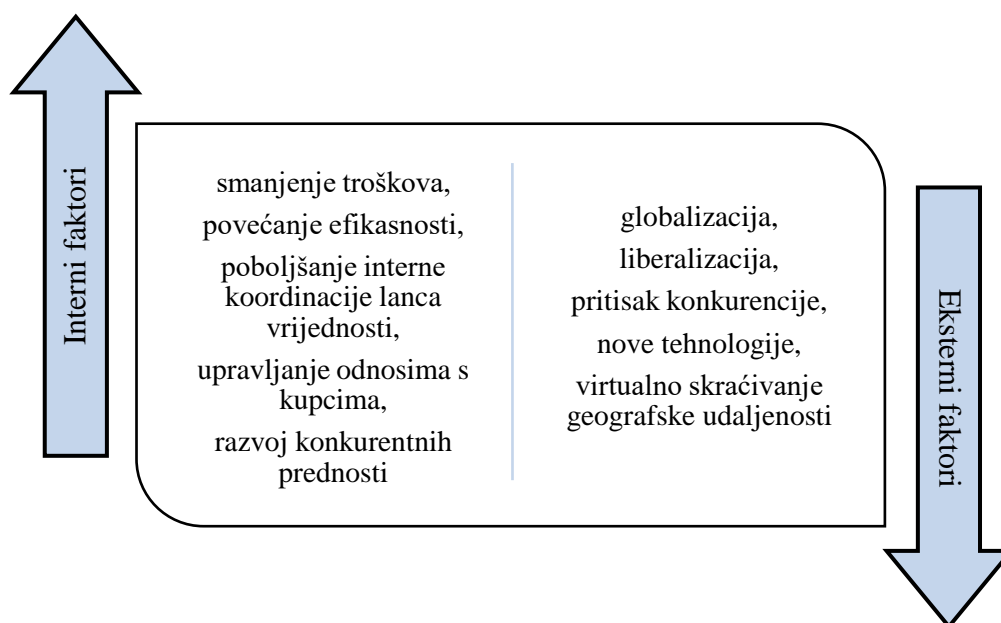 Interni faktori
smanjenje troškova,
povećanje efikasnosti,
poboljšanje interne
koordinacije lanca
vrijednosti,
upravljanje odnosima s
kupcima,
razvoj konkurentnih
prednosti
globalizacija,
liberalizacija,
pritisak konkurencije,
nove tehnologije,
virtualno skraćivanje
geografske udaljenosti
Eksterni faktori